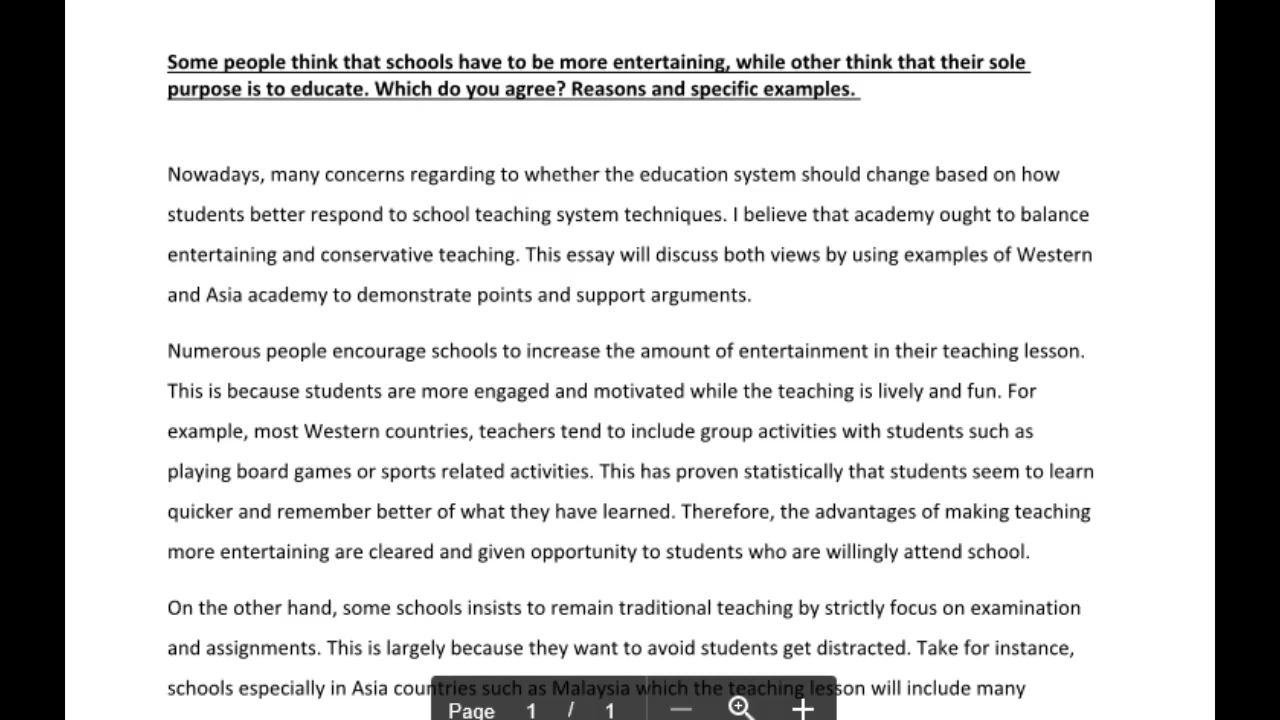 Some people think that schools have to be more entertaining, while other think that their sole
purpose is to educate. Which do you agree? Reasons and specific examples.
Nowadays, many concerns regarding to whether the education system should change based on how
students better respond to school teaching system techniques. I believe that academy ought to balance
entertaining and conservative teaching. This essay will discuss both views by using examples of Western
and Asia academy to demonstrate points and support arguments.
Numerous people encourage schools to increase the amount of entertainment in their teaching lesson.
This is because students are more engaged and motivated while the teaching is lively and fun. For
example, most Western countries, teachers tend to include group activities with students such as
playing board games or sports related activities. This has proven statistically that students seem to learn
quicker and remember better of what they have learned. Therefore, the advantages of making teaching
more entertaining are cleared and given opportunity to students who are willingly attend school.
On the other hand, some schools insists to remain traditional teaching by strictly focus on examination
and assignments. This is largely because they want to avoid students get distracted. Take for instance,
schools especially in Asia countries such as Malaysia which the teaching lesson will include many
Page 1 / 1